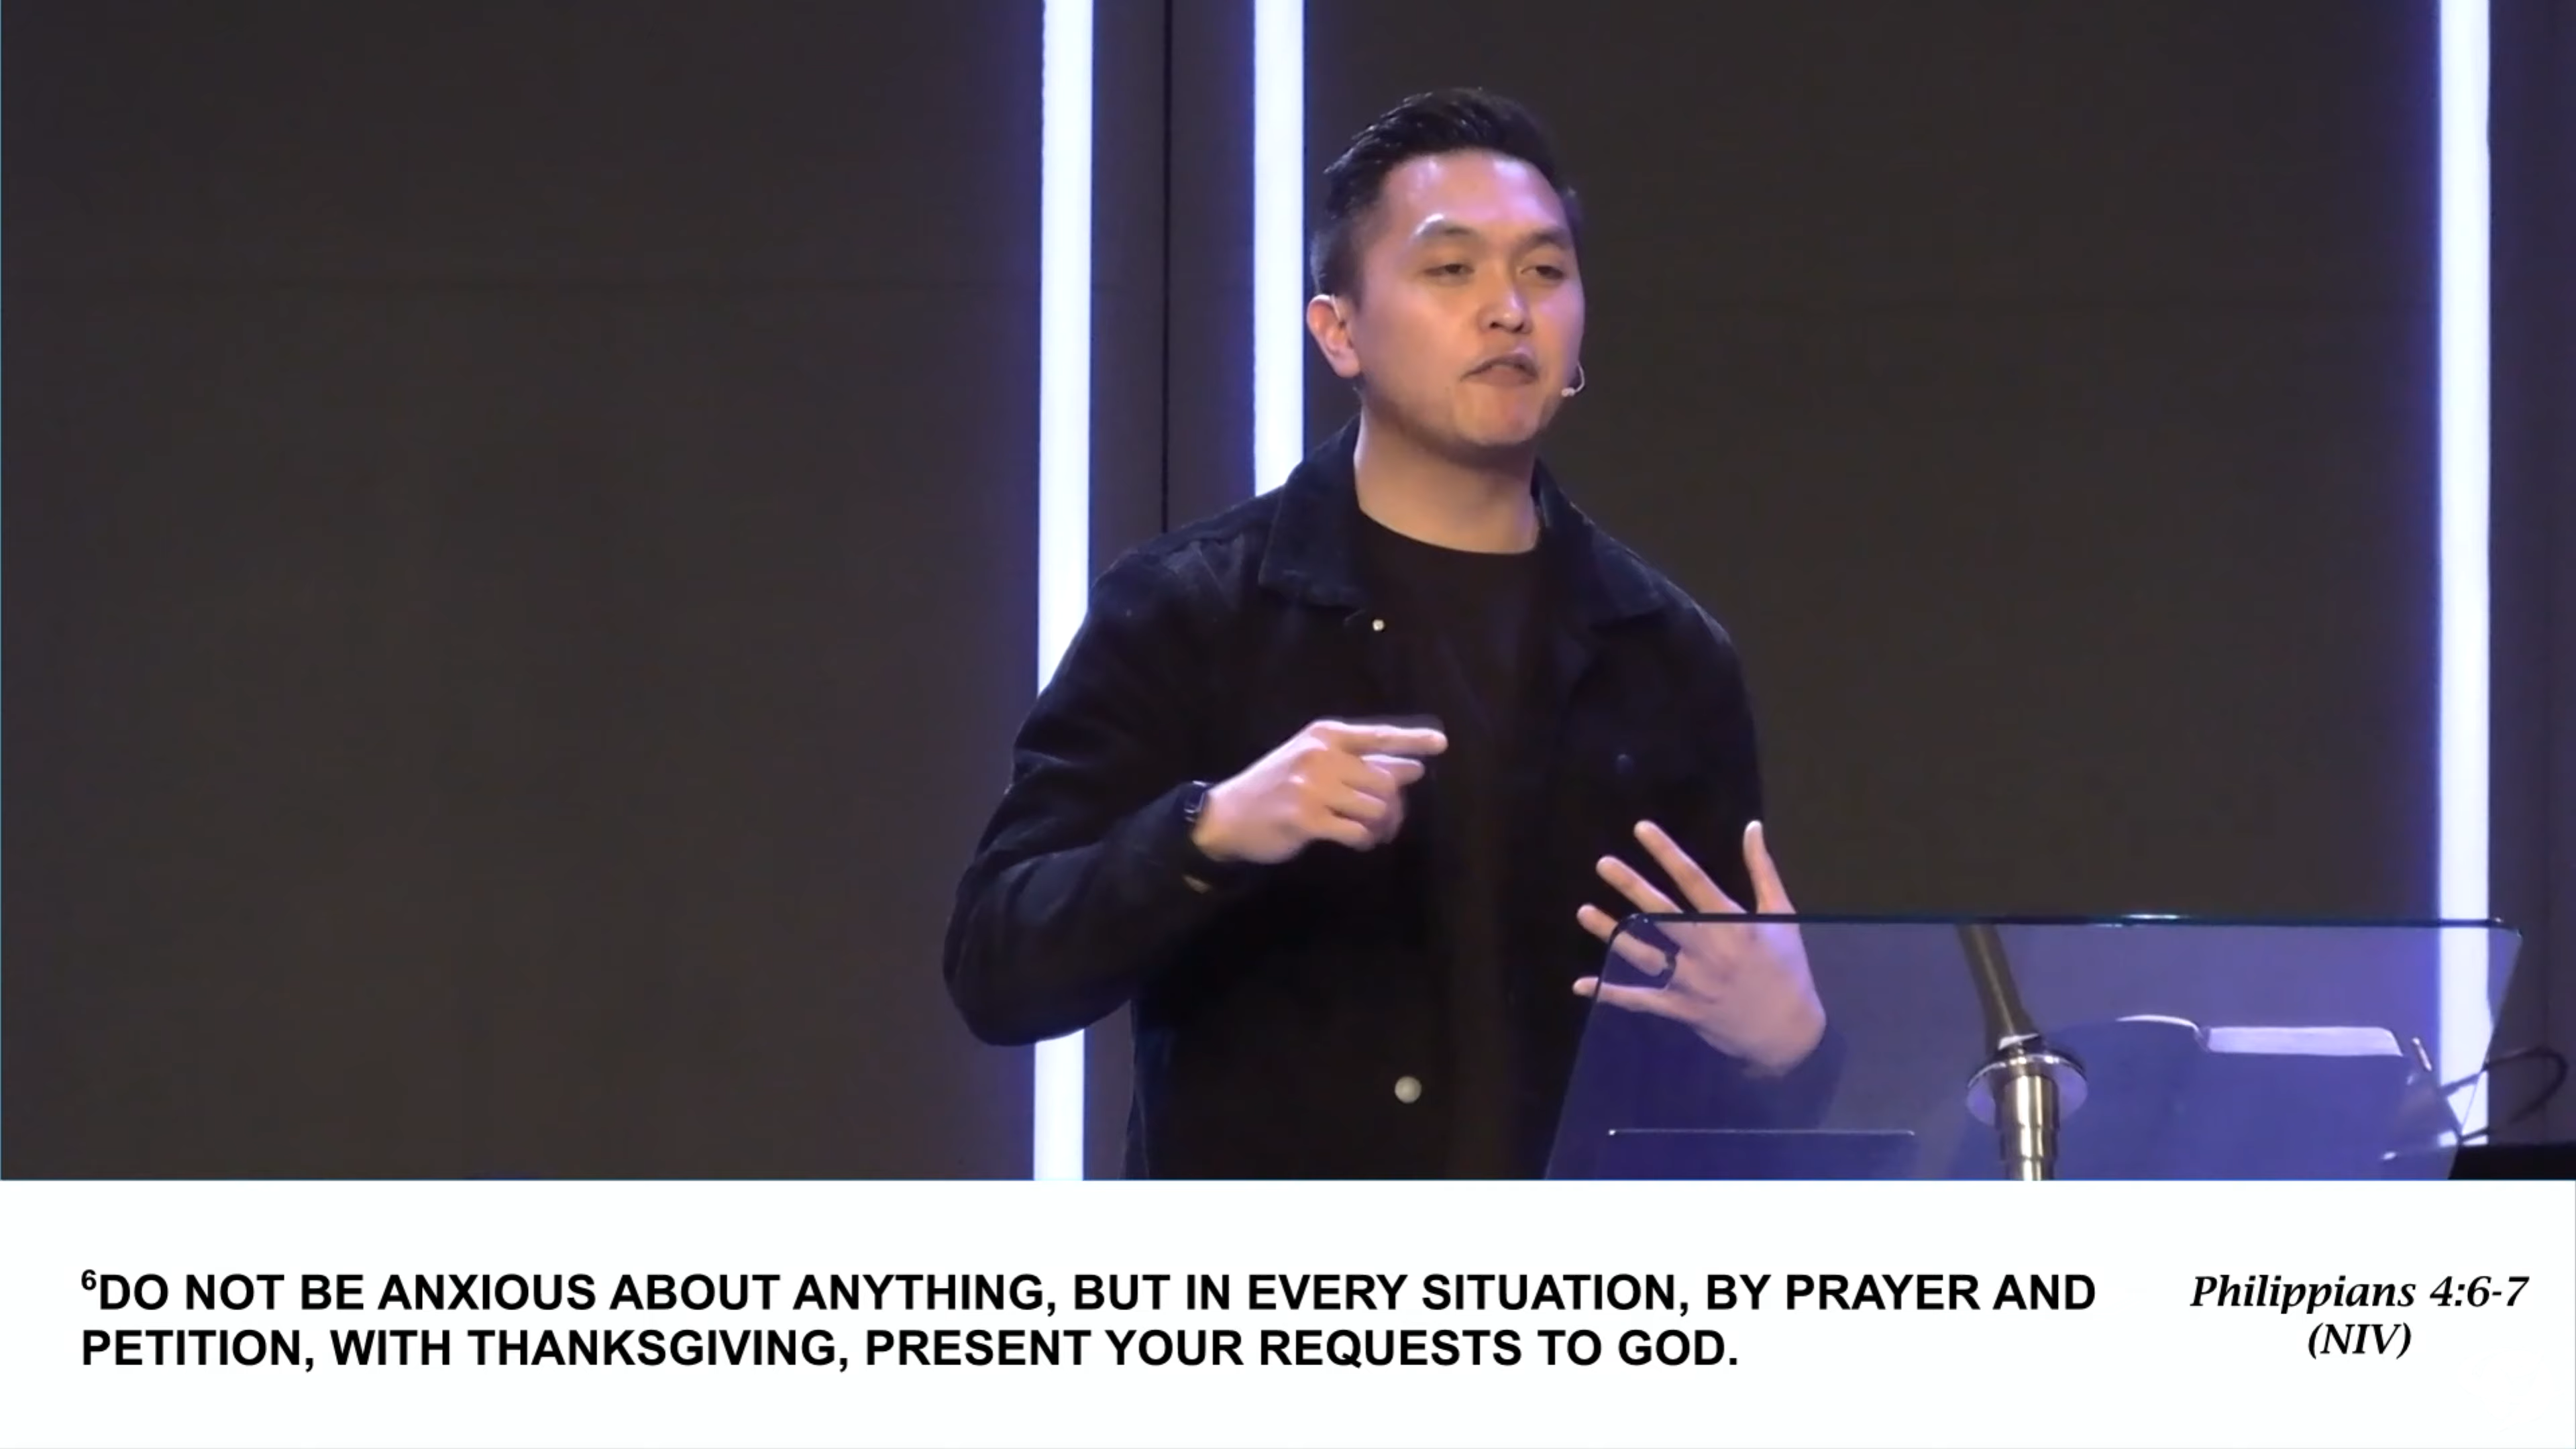 ⁶DO NOT BE ANXIOUS ABOUT ANYTHING, BUT IN EVERY SITUATION, BY PRAYER AND
PETITION, WITH THANKSGIVING, PRESENT YOUR REQUESTS TO GOD.
Philippians 4:6-7
(NIV)